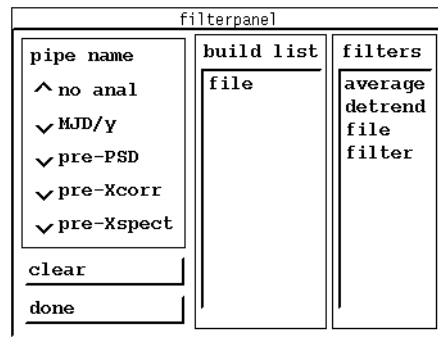 filterpanel
pipe name
no anal
MJD/y
pre-PSD
pre-Xcorr
pre-Xspect
clear
done
build list
file
filters
average
detrend
file
filter